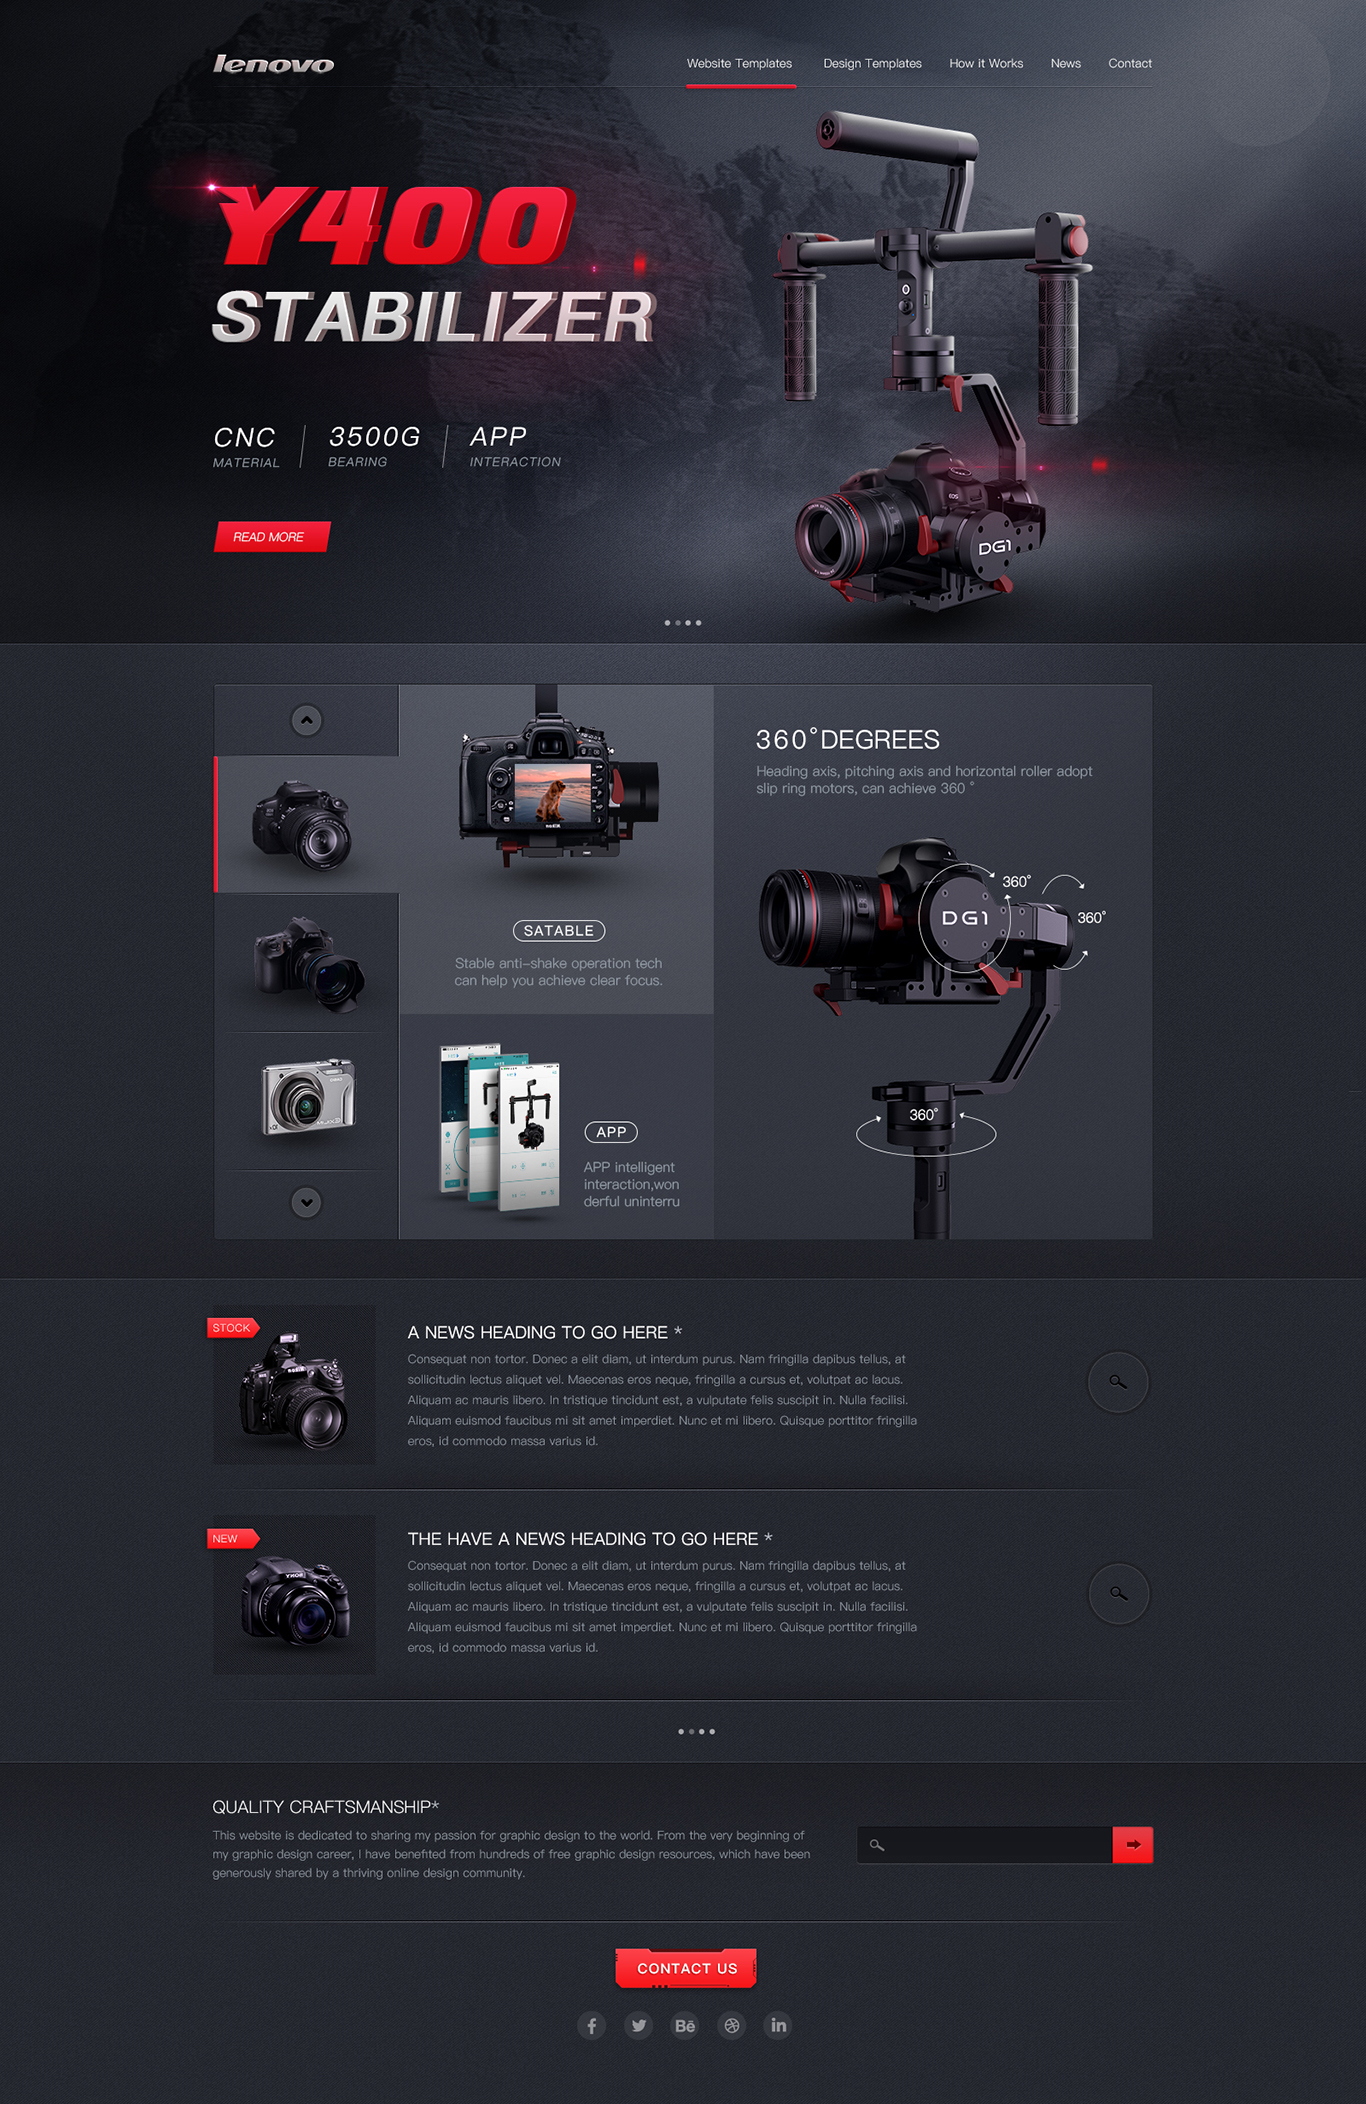 lenovo
Website Templates
Design Templates
How it Works
News
Contact
Y400
STABILIZER
CNC
MATERIAL
3500G
BEARING
APP
INTERACTION
READ MORE
EOS
DG1
SATABLE
Stable anti-shake operation tech
can help you achieve clear focus.
APP
APP intelligent
interaction,won
derful uninterru
360°DEGREES
Heading axis, pitching axis and horizontal roller adopt
slip ring motors, can achieve 360 °
DG1
360°
360°
360°
STOCK
A NEWS HEADING TO GO HERE *
Consequat non tortor. Donec a elit diam, ut interdum purus. Nam fringilla dapibus tellus, at
sollicitudin lectus aliquet vel. Maecenas eros neque, fringilla a cursus et, volutpat ac lacus.
Aliquam ac mauris libero. In tristique tincidunt est, a vulputate felis suscipit in. Nulla facilisi.
Aliquam euismod faucibus mi sit amet imperdiet. Nunc et mi libero. Quisque porttitor fringilla
eros, id commodo massa varius id.
NEW
THE HAVE A NEWS HEADING TO GO HERE *
Consequat non tortor. Donec a elit diam, ut interdum purus. Nam fringilla dapibus tellus, at
sollicitudin lectus aliquet vel. Maecenas eros neque, fringilla a cursus et, volutpat ac lacus.
Aliquam ac mauris libero. In tristique tincidunt est, a vulputate felis suscipit in. Nulla facilisi.
Aliquam euismod faucibus mi sit amet imperdiet. Nunc et mi libero. Quisque porttitor fringilla
eros, id commodo massa varius id.
QUALITY CRAFTSMANSHIP*
This website is dedicated to sharing my passion for graphic design to the world. From the very beginning of
my graphic design career, I have benefited from hundreds of free graphic design resources, which have been
generously shared by a thriving online design community.
CONTACT US
Bē
in